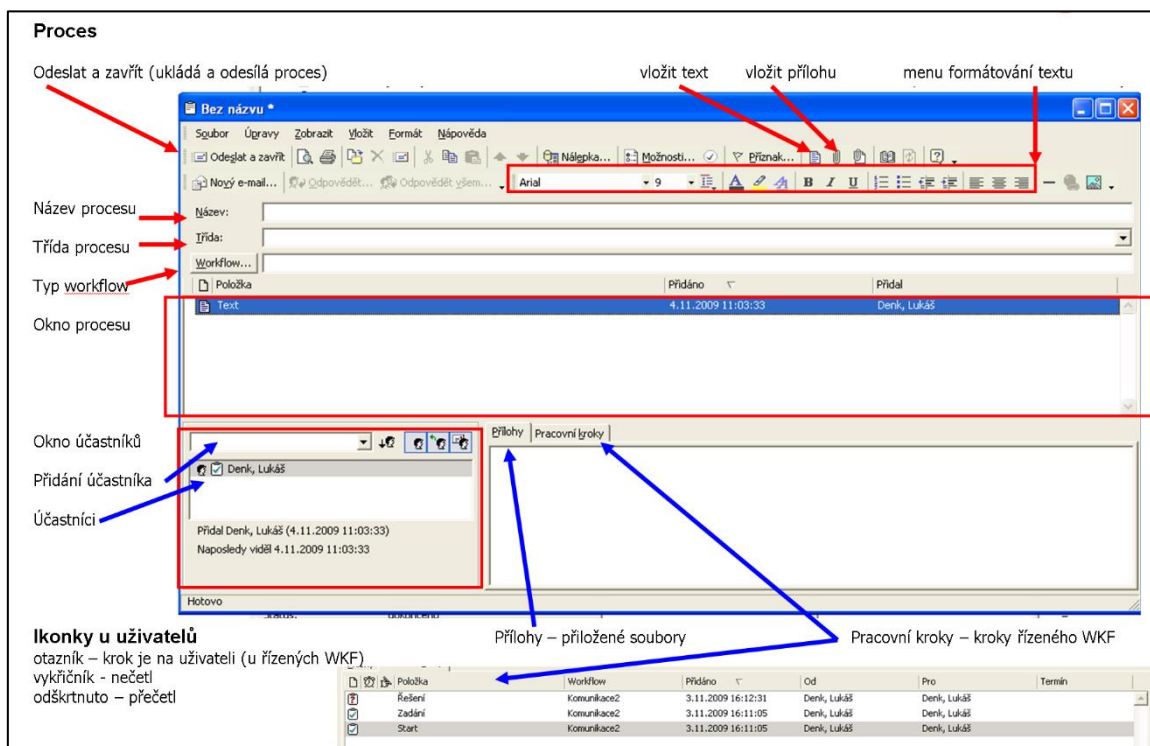 Proces
Odeslat a zavřít (ukládá a odesílá proces)
vložit text vložit přílohu menu formátování textu
Bez názvu *
Soubor Úpravy Zobrazit Vložit Formát Nápověda
Odeslat a zavřít Nálepka... Možnosti... Příznak...
Nový e-mail... Odpovědět... Odpovědět všem... Arial 9 A A B I U
Název procesu
Název:
Třída procesu
Třída:
Typ workflow
Workflow...
Položka Přidáno Přidal
Okno procesu
Text 4.11.2009 11:03:33 Denk, Lukáš
Okno účastníků
Přílohy Pracovní kroky
Přidání účastníka
Denk, Lukáš
Účastníci
Přidal Denk, Lukáš (4.11.2009 11:03:33)
Naposledy viděl 4.11.2009 11:03:33
Hotovo
Ikonky u uživatelů
Přílohy – přiložené soubory Pracovní kroky – kroky řízeného WKF
otazník – krok je na uživateli (u řízených WKF)
vykřičník - nečetl
odškrtnuto – přečetl
Položka Workflow Přidáno Od Pro Termín
Řešení Komunikace2 3.11.2009 16:12:31 Denk, Lukáš Denk, Lukáš
Zadání Komunikace2 3.11.2009 16:11:05 Denk, Lukáš Denk, Lukáš
Start Komunikace2 3.11.2009 16:11:05 Denk, Lukáš Denk, Lukáš